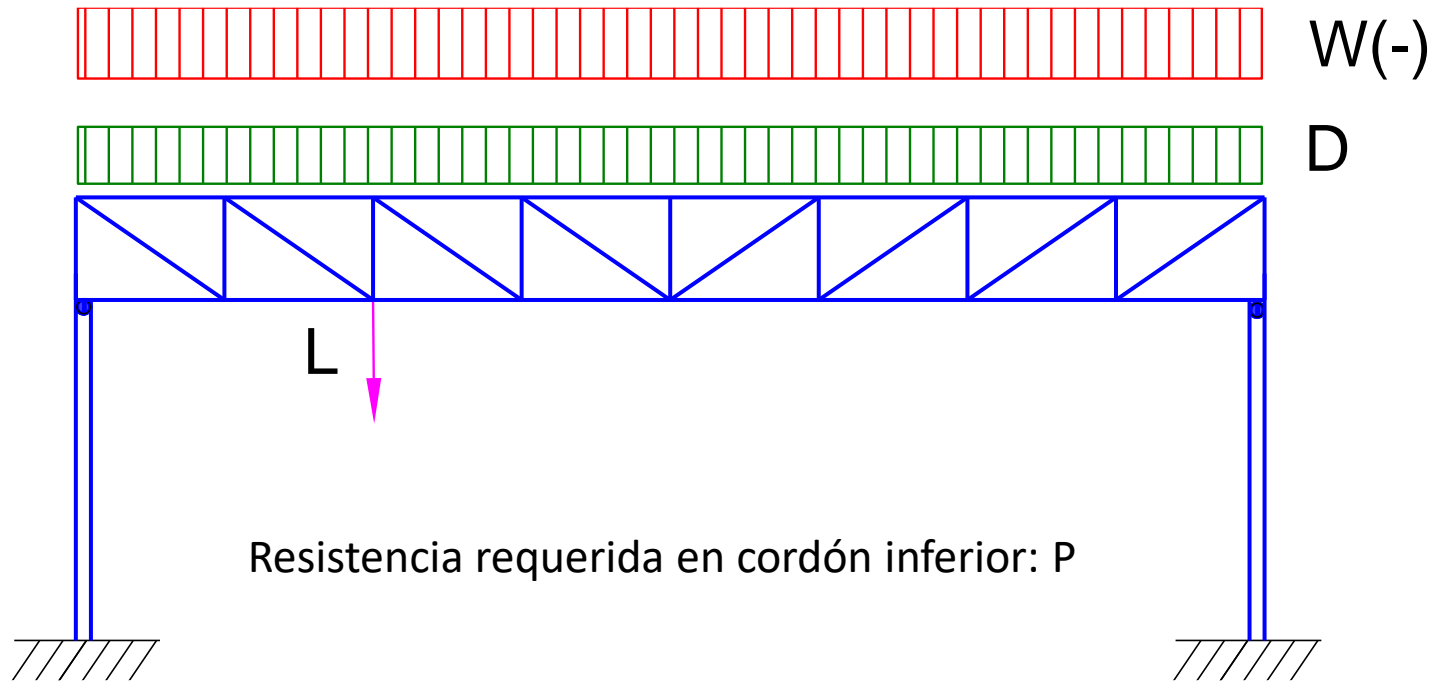 W(-)
D
L
Resistencia requerida en cordón inferior: P